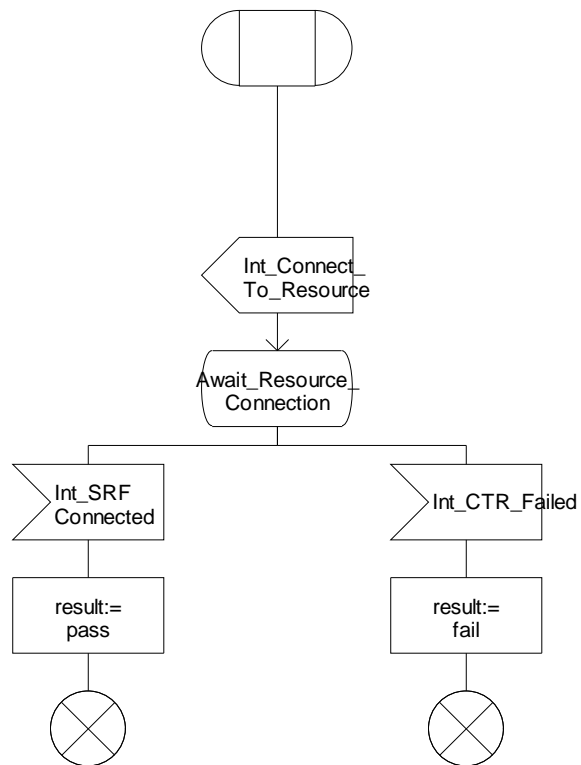 Int_Connect_
To_Resource
Await_Resource_
Connection
Int_SRF
Connected
Int_CTR_Failed
result:=
pass
result:=
fail